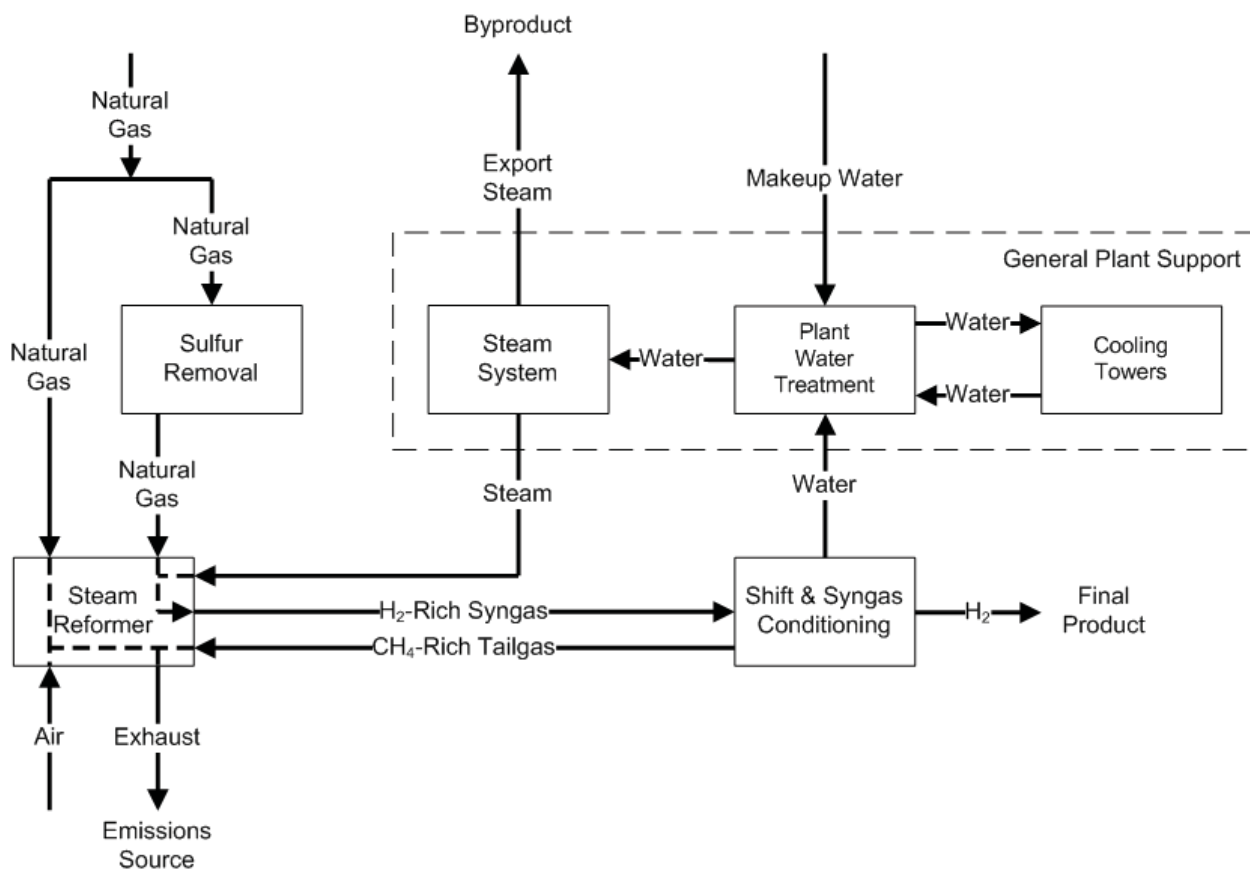 Byproduct
Natural
Gas
Export
Steam
Makeup Water
Natural
Gas
General Plant Support
Natural
Gas
Sulfur
Removal
Steam
System
Water
Plant
Water
Treatment
Water
Water
Cooling
Towers
Natural
Gas
Steam
Water
Steam
Reformer
H₂-Rich Syngas
CH₄-Rich Tailgas
Shift & Syngas
Conditioning
H₂
Final
Product
Air
Exhaust
Emissions
Source